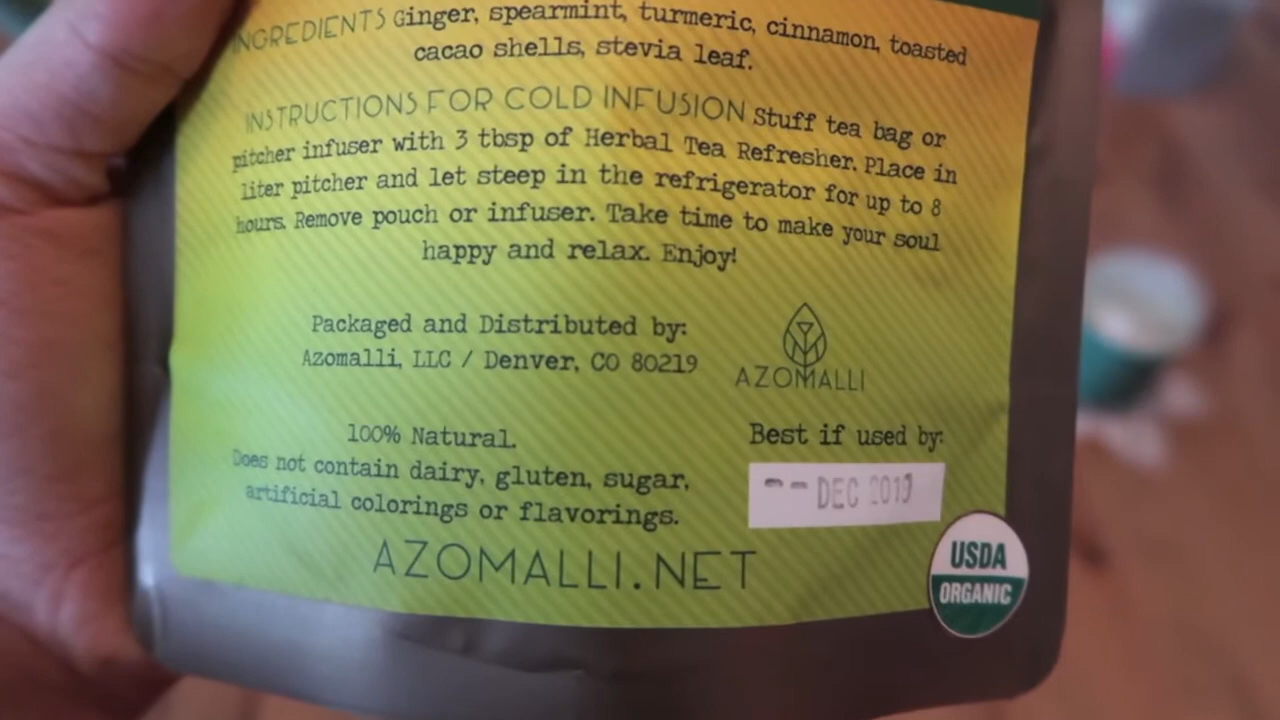 INGREDIENTS Ginger, spearmint, turmeric, cinnamon, toasted
cacao shells, stevia leaf.
INSTRUCTIONS FOR COLD INFUSION Stuff tea bag or
pitcher infuser with 3 tbsp of Herbal Tea Refresher. Place in
liter pitcher and let steep in the refrigerator for up to 8
hours. Remove pouch or infuser. Take time to make your soul
happy and relax. Enjoy!
Packaged and Distributed by:
Azomalli, LLC / Denver, CO 80219
AZOMALLI
100% Natural.
Does not contain dairy, gluten, sugar,
artificial colorings or flavorings.
Best if used by:
-- DEC 2019
AZOMALLI.NET
USDA
ORGANIC